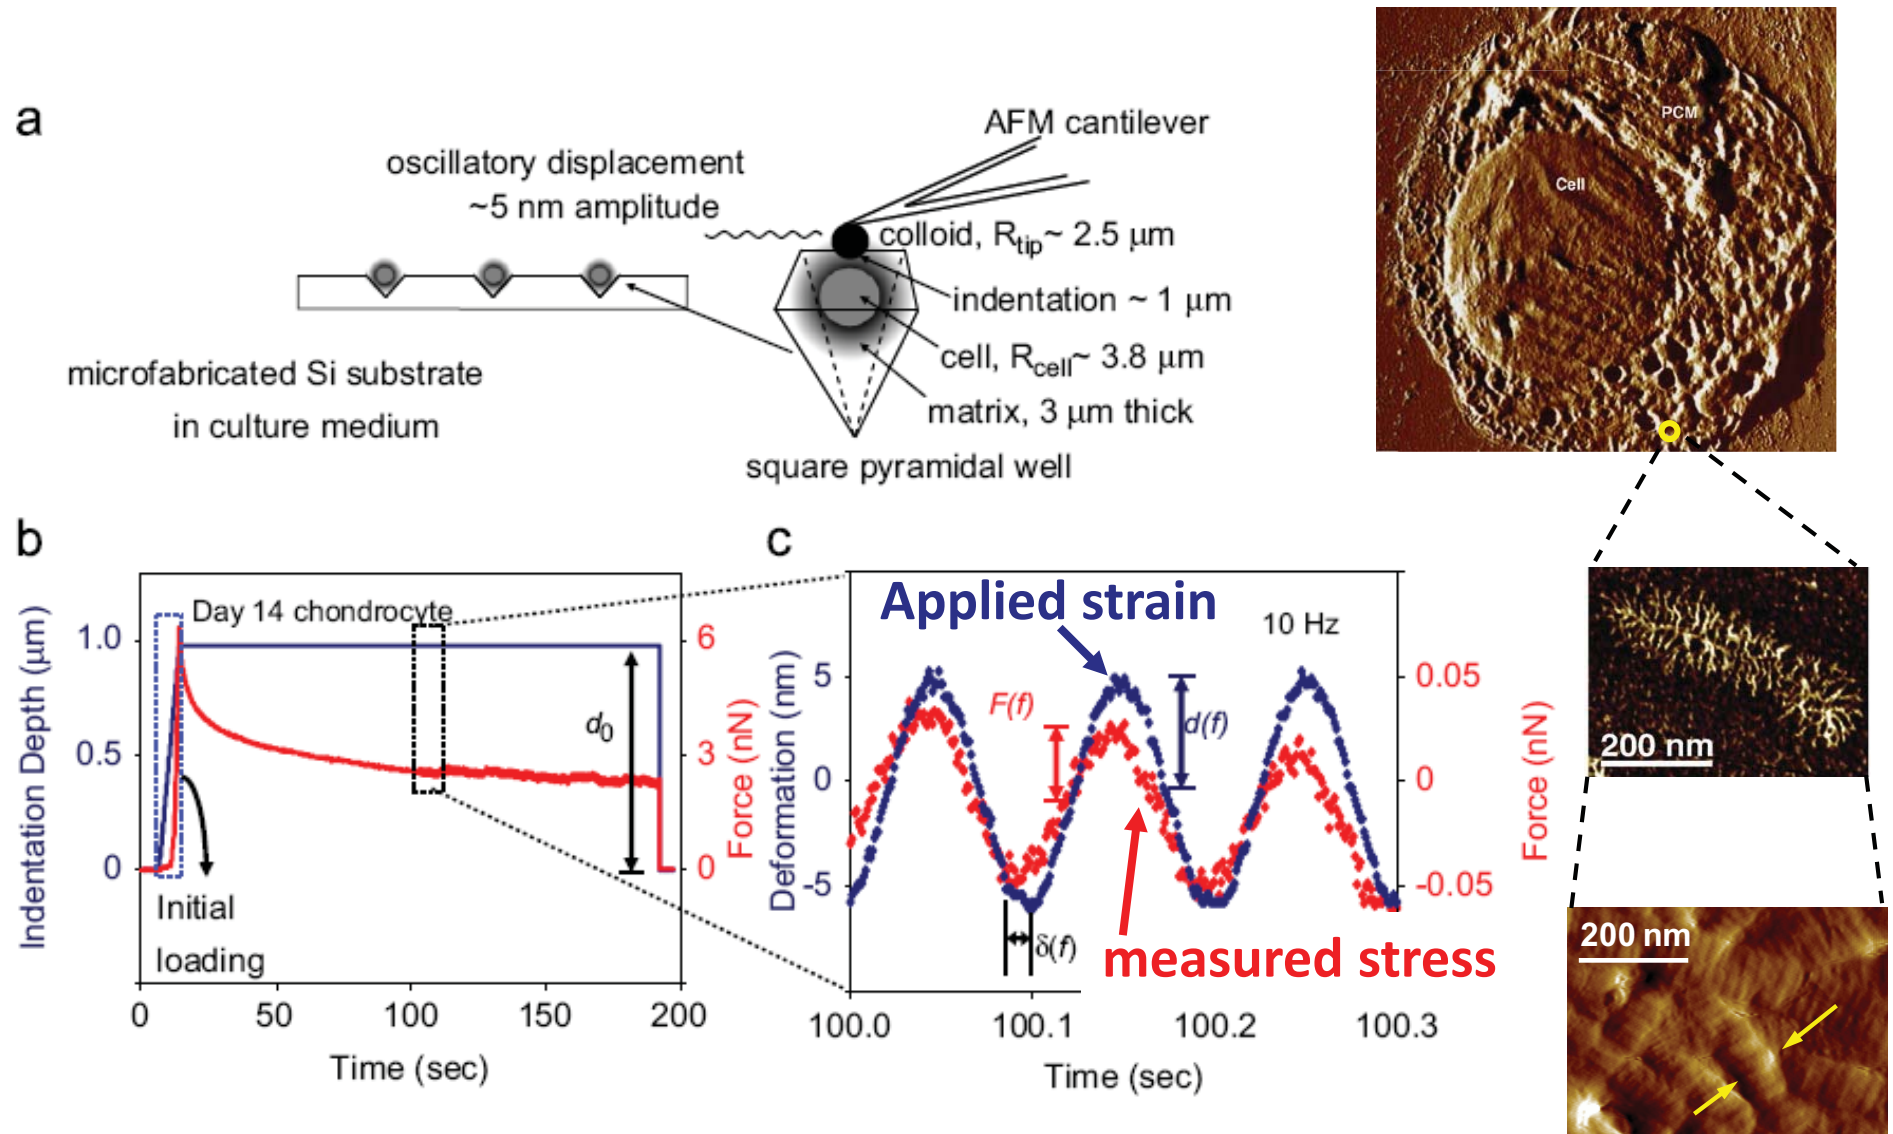 a
oscillatory displacement
~5 nm amplitude
AFM cantilever
colloid, Rtip~ 2.5 μm
indentation ~ 1 μm
cell, Rcell~ 3.8 μm
matrix, 3 μm thick
square pyramidal well
microfabricated Si substrate
in culture medium
PCM
Cell
200 nm
200 nm
b
Day 14 chondrocyte
Indentation Depth (μm)
1.0
0.5
0
6
3
0
Force (nN)
d0
Initial
loading
0 50 100 150 200
Time (sec)
c
Applied strain
10 Hz
Deformation (nm)
5
0
-5
F(f)
d(f)
δ(f)
measured stress
0.05
0
-0.05
Force (nN)
100.0 100.1 100.2 100.3
Time (sec)